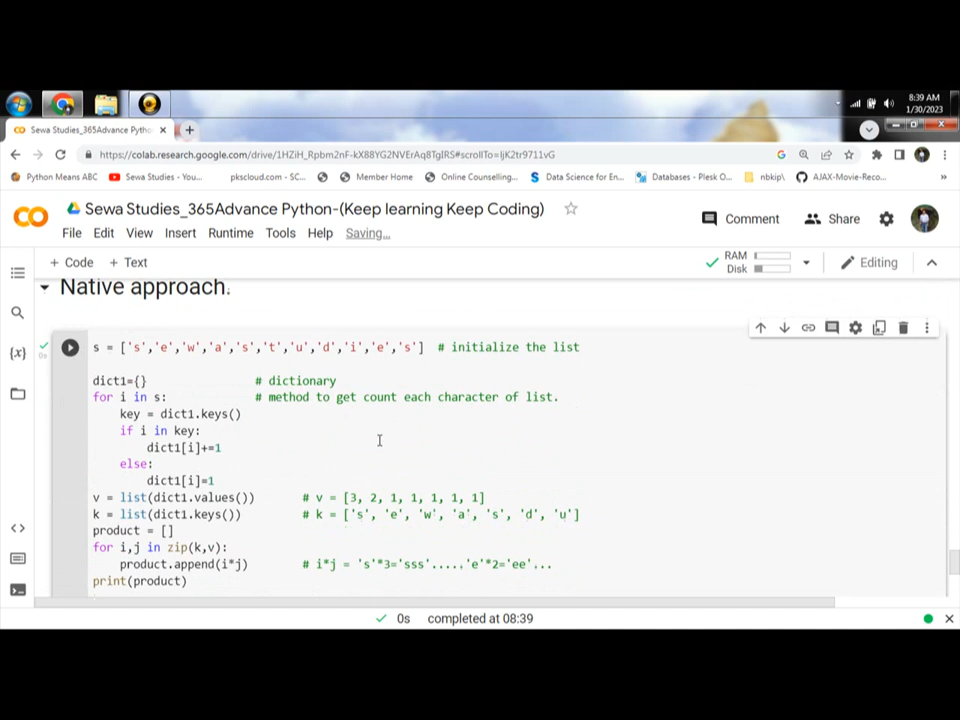 8:39 AM
1/30/2023
Sewa Studies_365Advance Pytho
https://colab.research.google.com/drive/1HZiH_Rpbm2nF-kX88YG2NVErAq8TgIRS#scrollTo=ljK2tr9711vG
Python Means ABC
Sewa Studies - You...
pkscloud.com - SC...
Member Home
Online Counselling...
Data Science for En...
Databases - Plesk O...
nbkip\
AJAX-Movie-Reco...
Sewa Studies_365Advance Python-(Keep learning Keep Coding)
Comment
Share
File Edit View Insert Runtime Tools Help Saving...
+ Code + Text
RAM
Disk
Editing
Native approach.
s = ['s','e','w','a','s','t','u','d','i','e','s'] # initialize the list
dict1={} # dictionary
for i in s: # method to get count each character of list.
key = dict1.keys()
if i in key:
dict1[i]+=1
else:
dict1[i]=1
v = list(dict1.values()) # v = [3, 2, 1, 1, 1, 1, 1]
k = list(dict1.keys()) # k = ['s', 'e', 'w', 'a', 's', 'd', 'u']
product = []
for i,j in zip(k,v):
product.append(i*j) # i*j = 's'*3='sss'.....,'e'*2='ee',..
print(product)
0s completed at 08:39